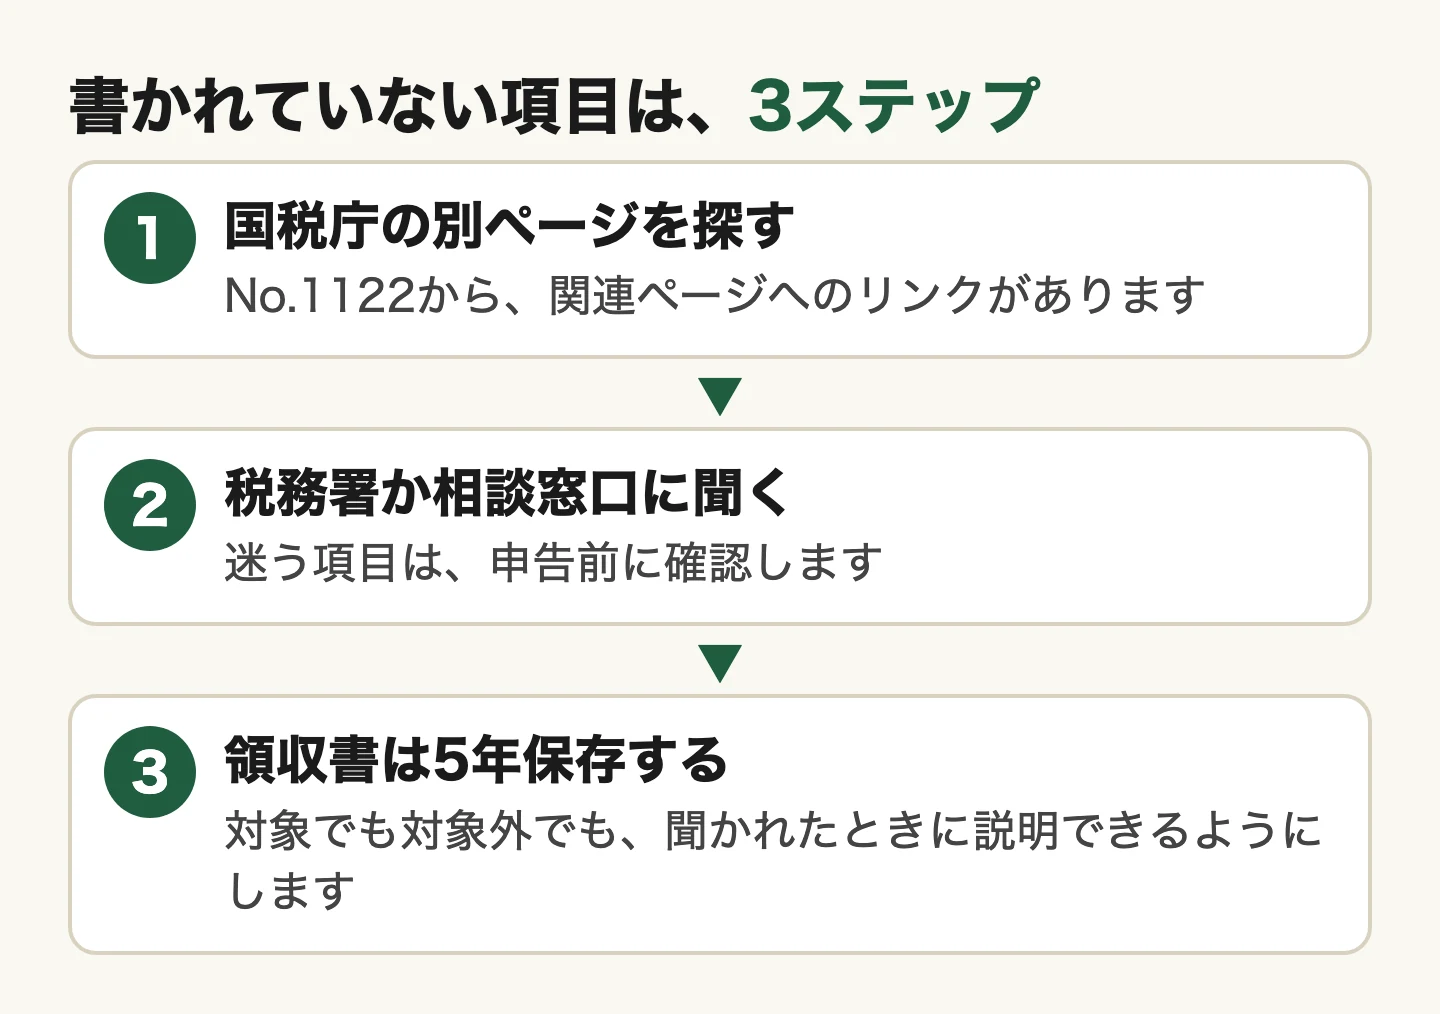 書かれていない項目は、3ステップ
1
国税庁の別ページを探す
No.1122から、関連ページへのリンクがあります
2
税務署か相談窓口に聞く
迷う項目は、申告前に確認します
3
領収書は5年保存する
対象でも対象外でも、聞かれたときに説明できるように
します